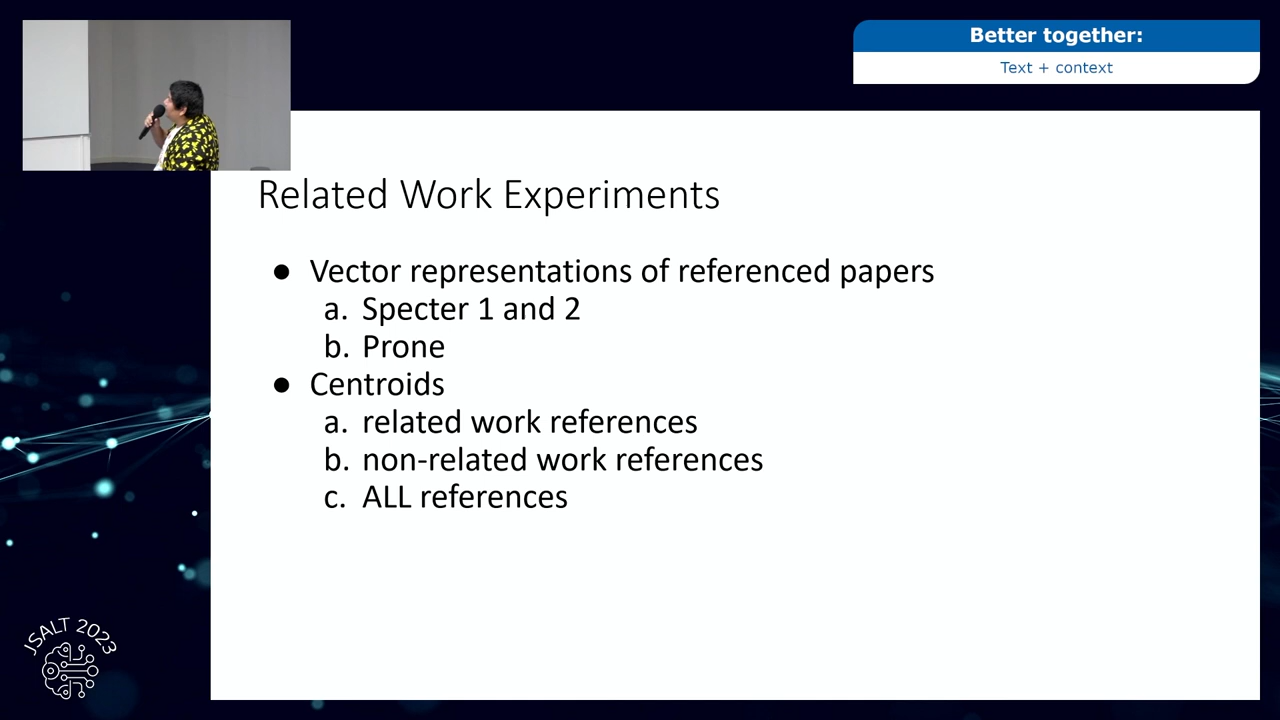 Better together:
Text + context
Related Work Experiments
● Vector representations of referenced papers
a. Specter 1 and 2
b. Prone
● Centroids
a. related work references
b. non-related work references
c. ALL references
JSALT 2023